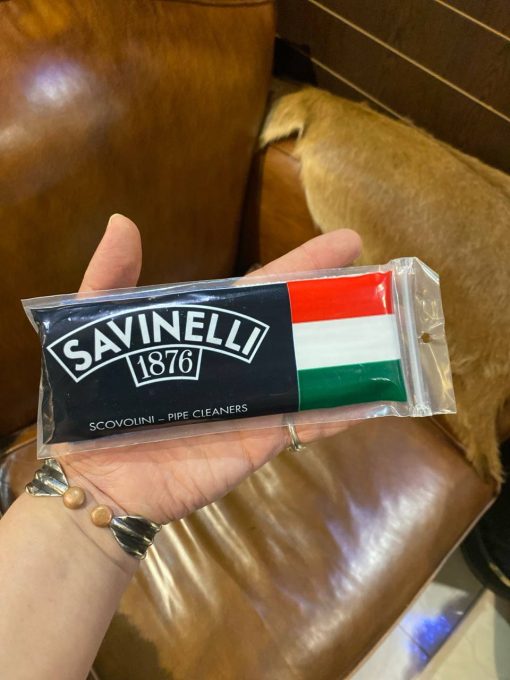 SAVINELLI
1876
SCOVOLINI – PIPE CLEANERS